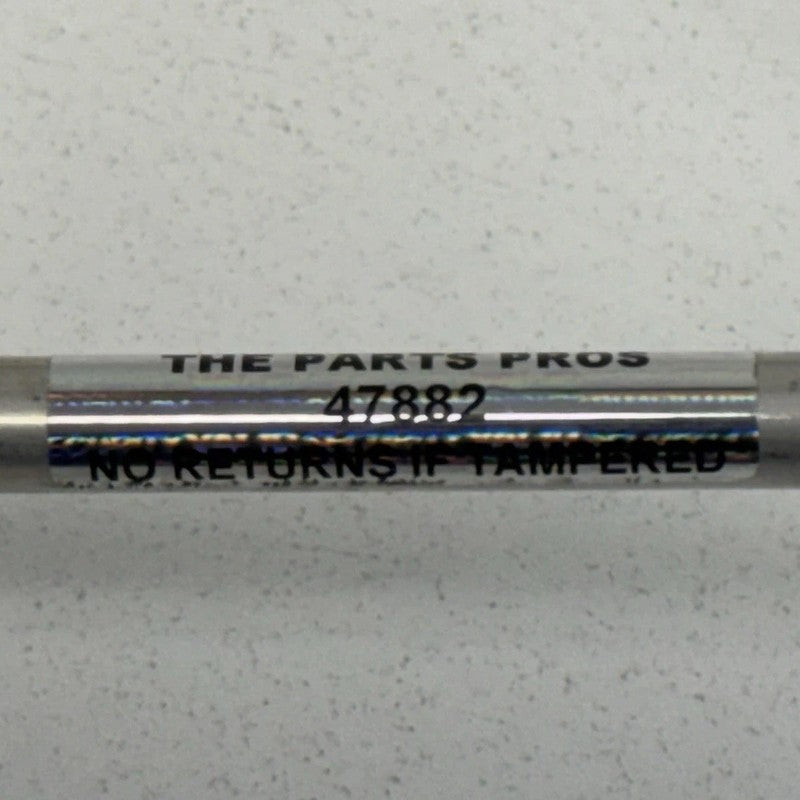 THE PARTS PROS
47882
NO RETURNS IF TAMPERED